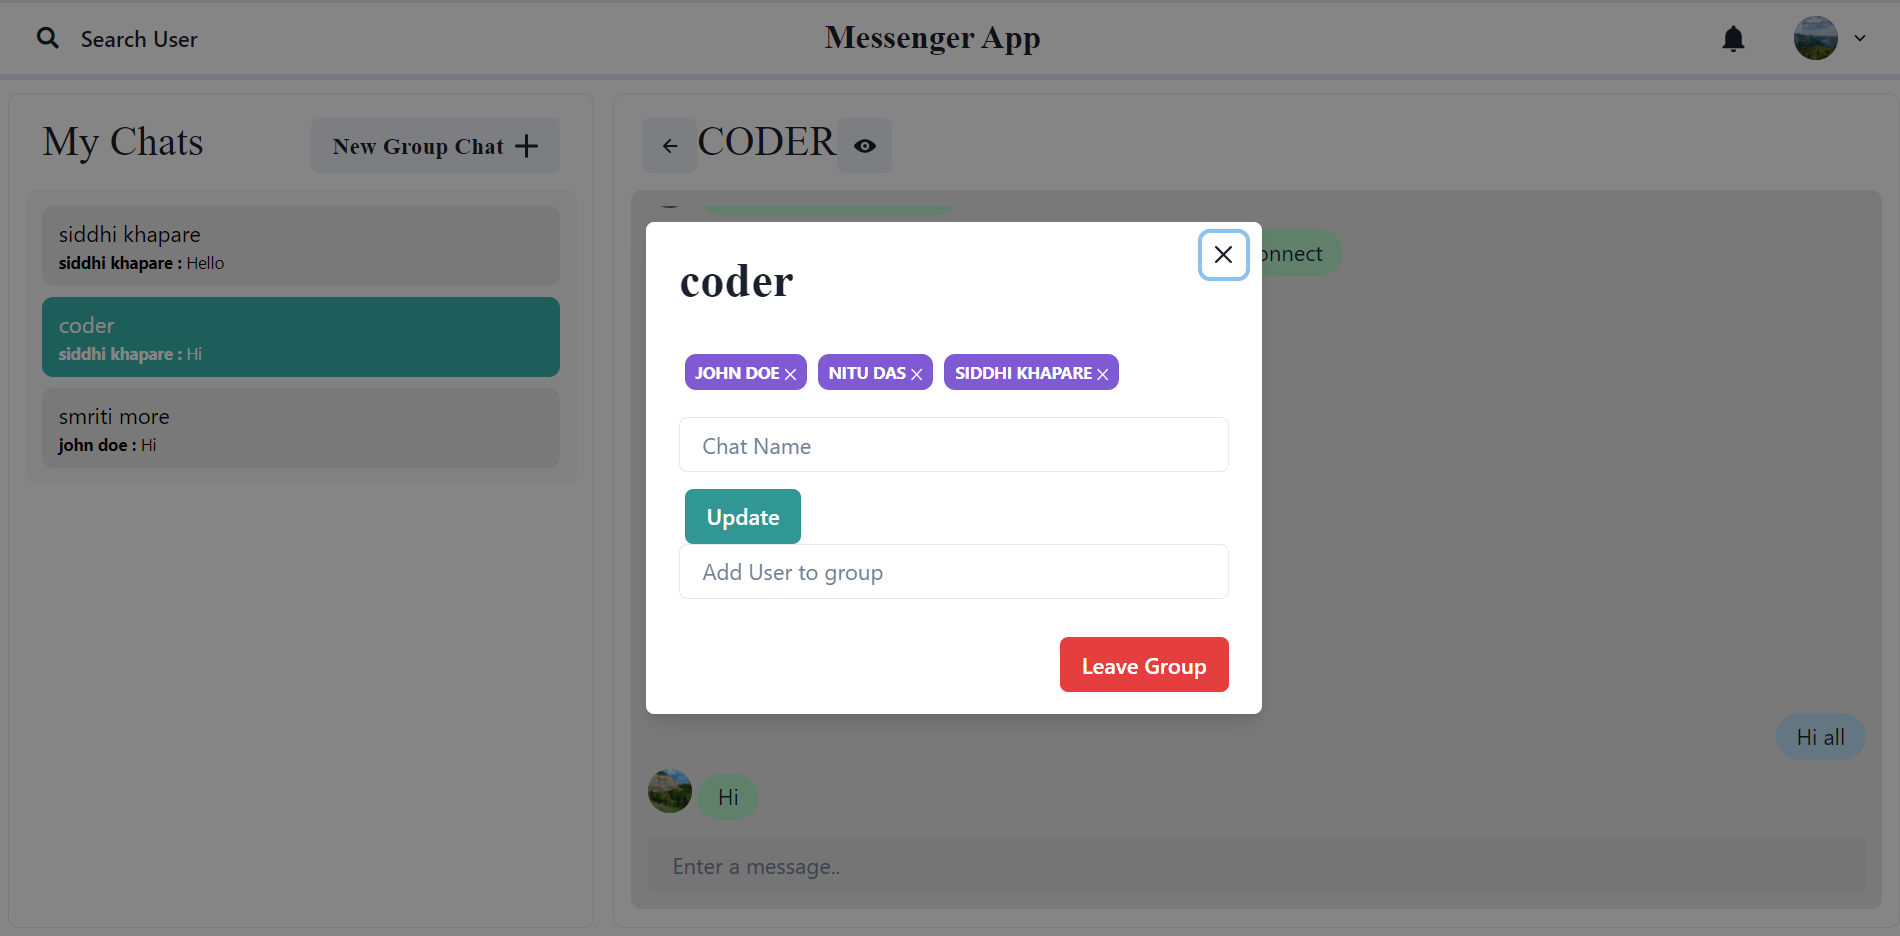 Search User
Messenger App
My Chats
New Group Chat
siddhi khapare
siddhi khapare : Hello
coder
siddhi khapare : Hi
smriti more
john doe : Hi
CODER
coder
JOHN DOE
NITU DAS
SIDDHI KHAPARE
Chat Name
Update
Add User to group
Leave Group
Hi all
Hi
Enter a message..